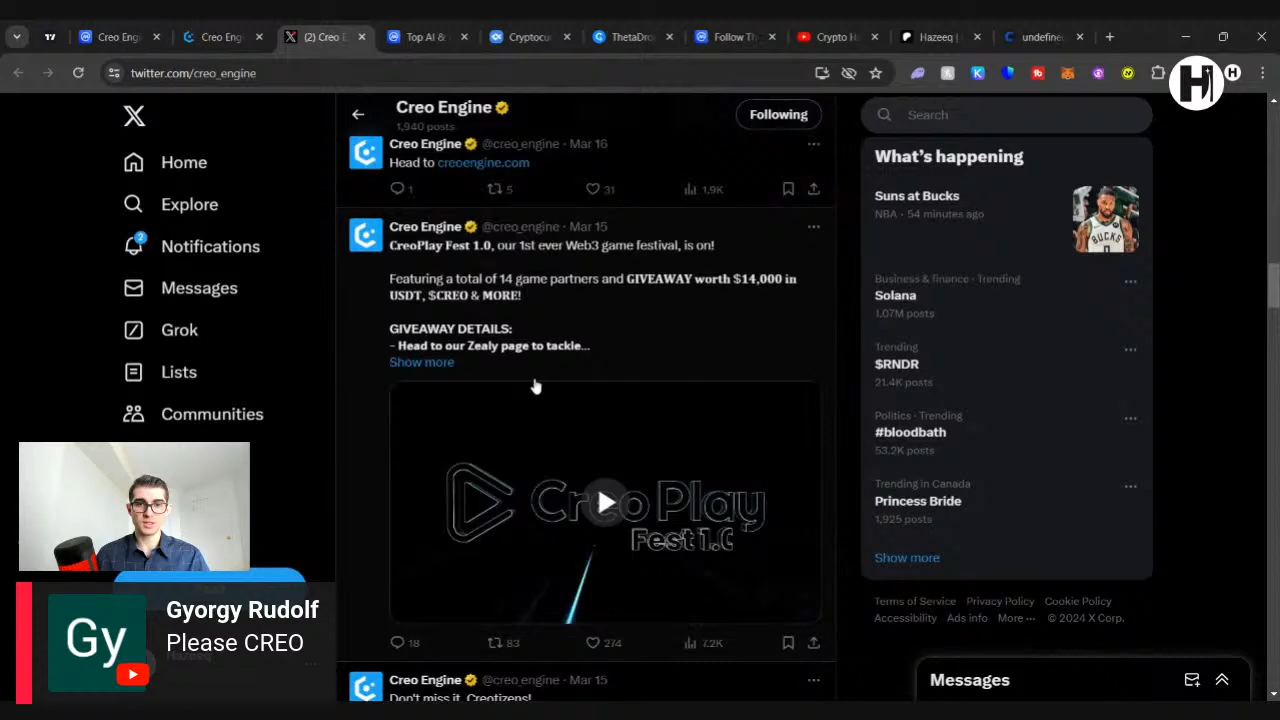 Creo Eng
Creo Eng
(2) Creo E
Top AI &
Cryptocur
ThetaDro
Follow Th
Crypto H
Hazeeq |
undefine
twitter.com/creo_engine
H
H
Home
Explore
2
Notifications
Messages
Grok
Lists
Communities
Creo Engine
1,940 posts
Following
Creo Engine @creo_engine · Mar 16
Head to creoengine.com
1 5 31 1.9K
Creo Engine @creo_engine · Mar 15
CreoPlay Fest 1.0, our 1st ever Web3 game festival, is on!
Featuring a total of 14 game partners and GIVEAWAY worth $14,000 in
USDT, $CREO & MORE!
GIVEAWAY DETAILS:
- Head to our Zealy page to tackle...
Show more
Creo Play
Fest 1.0
18 83 274 7.2K
Creo Engine @creo_engine · Mar 15
Don't miss it, Creotizens!
Search
What's happening
Suns at Bucks
NBA · 54 minutes ago
BUCKS
Business & finance · Trending
Solana
1.07M posts
Trending
$RNDR
21.4K posts
Politics · Trending
#bloodbath
53.2K posts
Trending in Canada
Princess Bride
1,925 posts
Show more
Terms of Service Privacy Policy Cookie Policy
Accessibility Ads info More ··· © 2024 X Corp.
Messages
Gy
Gyorgy Rudolf
Please CREO
Hazeeq